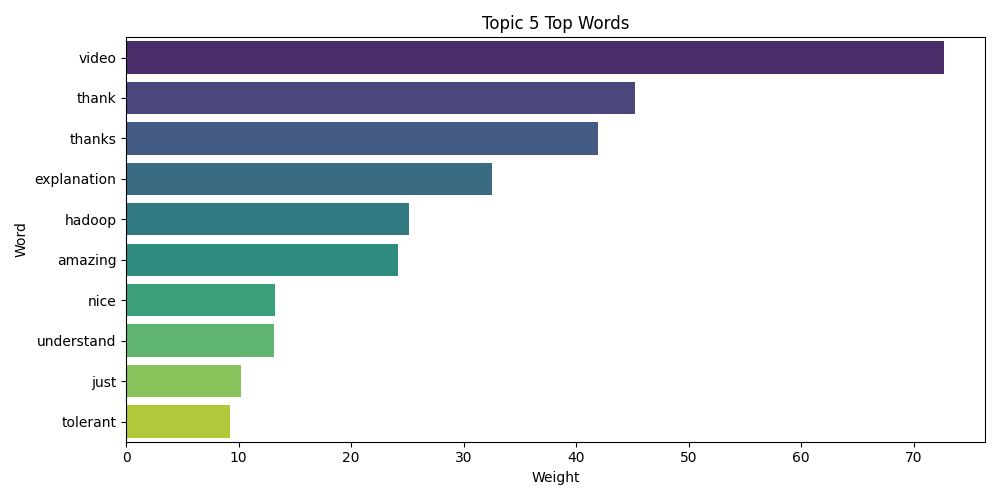 Topic 5 Top Words
Word
video
thank
thanks
explanation
hadoop
amazing
nice
understand
just
tolerant
0 10 20 30 40 50 60 70
Weight